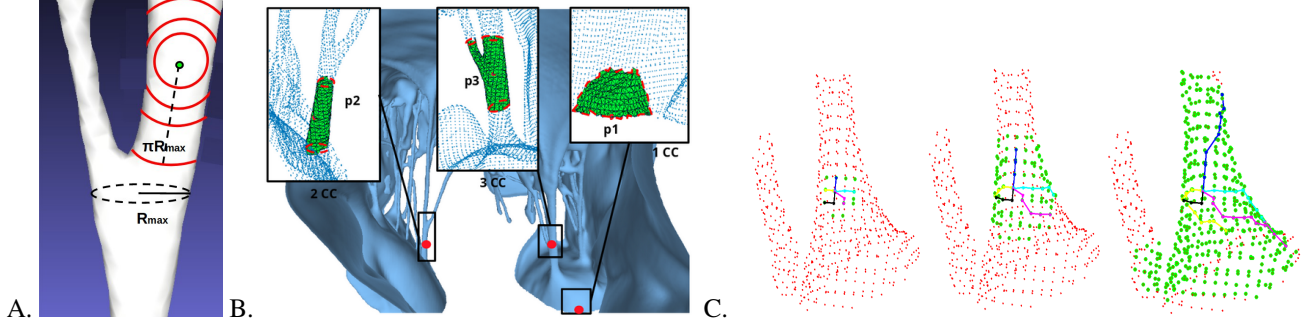 A.
πRmax
Rmax
B.
p2
2 CC
p3
3 CC
p1
1 CC
C.